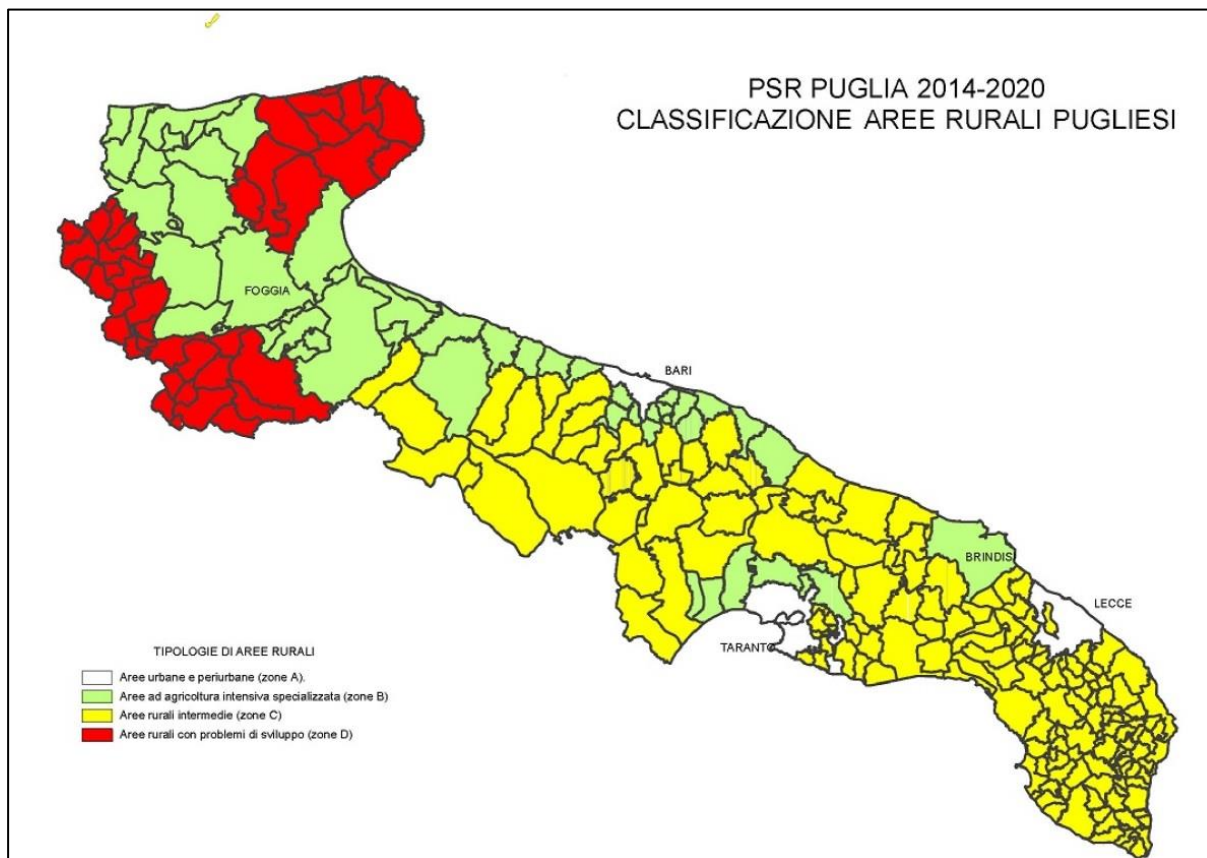 PSR PUGLIA 2014-2020
CLASSIFICAZIONE AREE RURALI PUGLIESI
FOGGIA
BARI
BRINDISI
LECCE
TARANTO
TIPOLOGIE DI AREE RURALI
Aree urbane e periurbane (zone A).
Aree ad agricoltura intensiva specializzata (zone B)
Aree rurali intermedie (zone C)
Aree rurali con problemi di sviluppo (zone D)